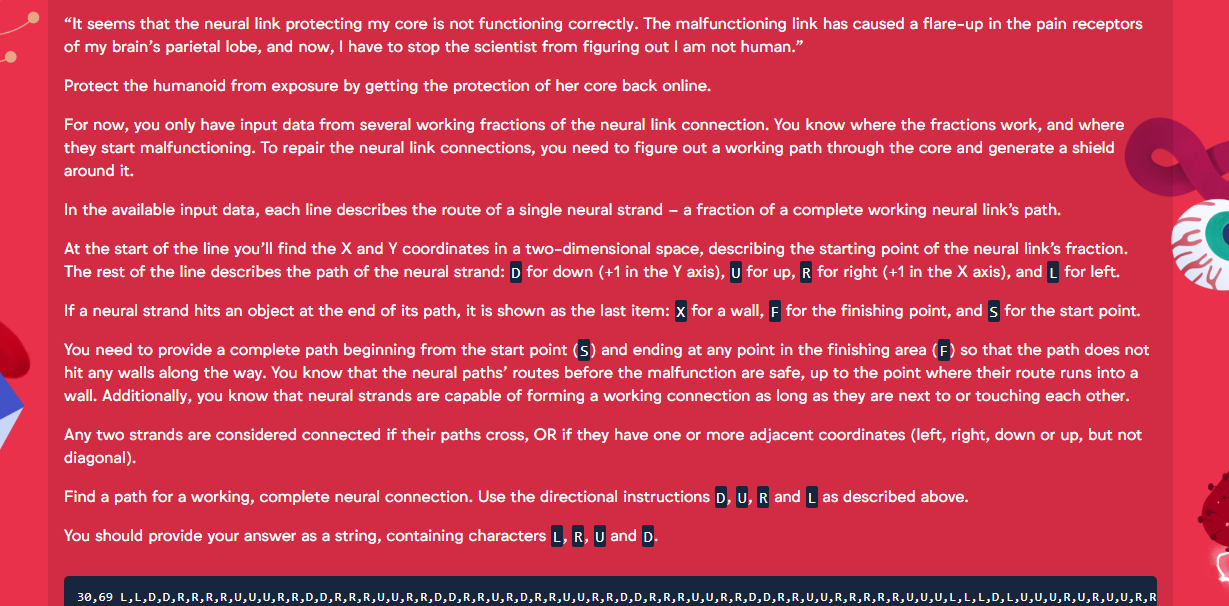 “It seems that the neural link protecting my core is not functioning correctly. The malfunctioning link has caused a flare-up in the pain receptors
of my brain’s parietal lobe, and now, I have to stop the scientist from figuring out I am not human.”
Protect the humanoid from exposure by getting the protection of her core back online.
For now, you only have input data from several working fractions of the neural link connection. You know where the fractions work, and where
they start malfunctioning. To repair the neural link connections, you need to figure out a working path through the core and generate a shield
around it.
In the available input data, each line describes the route of a single neural strand – a fraction of a complete working neural link’s path.
At the start of the line you’ll find the X and Y coordinates in a two-dimensional space, describing the starting point of the neural link’s fraction.
The rest of the line describes the path of the neural strand: D for down (+1 in the Y axis), U for up, R for right (+1 in the X axis), and L for left.
If a neural strand hits an object at the end of its path, it is shown as the last item: X for a wall, F for the finishing point, and S for the start point.
You need to provide a complete path beginning from the start point (S) and ending at any point in the finishing area (F) so that the path does not
hit any walls along the way. You know that the neural paths’ routes before the malfunction are safe, up to the point where their route runs into a
wall. Additionally, you know that neural strands are capable of forming a working connection as long as they are next to or touching each other.
Any two strands are considered connected if their paths cross, OR if they have one or more adjacent coordinates (left, right, down or up, but not
diagonal).
Find a path for a working, complete neural connection. Use the directional instructions D, U, R and L as described above.
You should provide your answer as a string, containing characters L, R, U and D.
30,69 L,L,D,D,R,R,R,R,U,U,U,R,R,D,D,R,R,R,U,U,R,R,D,D,R,R,U,R,D,R,R,U,U,R,R,D,D,R,R,R,U,U,R,R,D,D,R,R,U,U,R,R,R,R,R,U,U,U,L,L,L,D,L,U,U,U,R,U,R,U,U,R,R